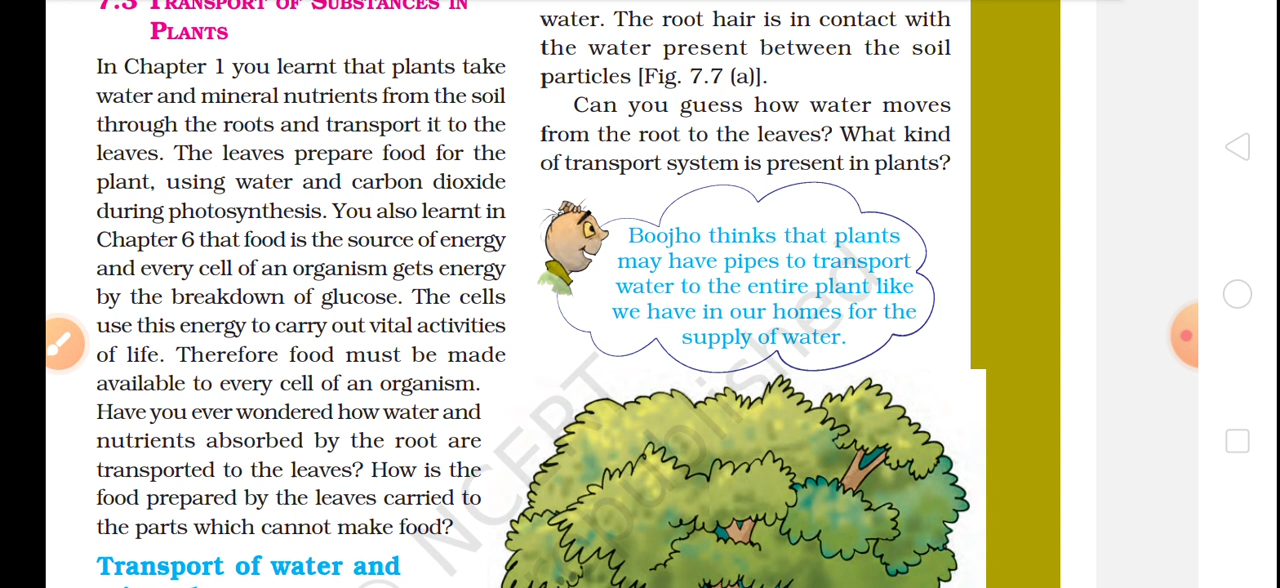 7.3 TRANSPORT OF SUBSTANCES IN
PLANTS
In Chapter 1 you learnt that plants take
water and mineral nutrients from the soil
through the roots and transport it to the
leaves. The leaves prepare food for the
plant, using water and carbon dioxide
during photosynthesis. You also learnt in
Chapter 6 that food is the source of energy
and every cell of an organism gets energy
by the breakdown of glucose. The cells
use this energy to carry out vital activities
of life. Therefore food must be made
available to every cell of an organism.
Have you ever wondered how water and
nutrients absorbed by the root are
transported to the leaves? How is the
food prepared by the leaves carried to
the parts which cannot make food?
Transport of water and
water. The root hair is in contact with
the water present between the soil
particles [Fig. 7.7 (a)].
Can you guess how water moves
from the root to the leaves? What kind
of transport system is present in plants?
Boojho thinks that plants
may have pipes to transport
water to the entire plant like
we have in our homes for the
supply of water.
© NCERT
published